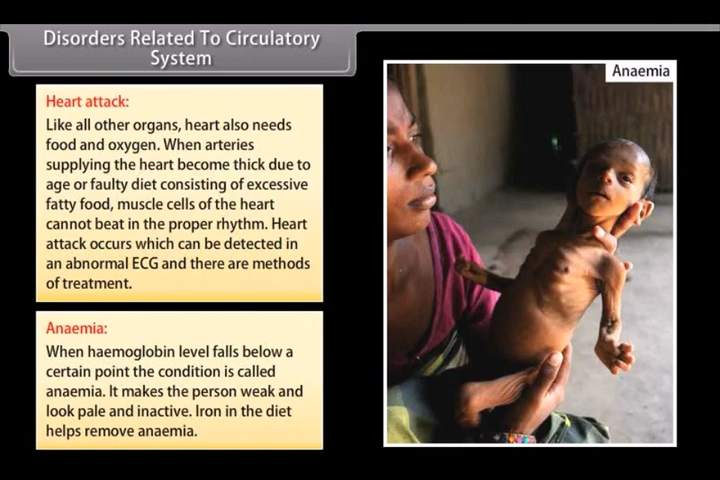 Disorders Related To Circulatory
System
Heart attack:
Like all other organs, heart also needs
food and oxygen. When arteries
supplying the heart become thick due to
age or faulty diet consisting of excessive
fatty food, muscle cells of the heart
cannot beat in the proper rhythm. Heart
attack occurs which can be detected in
an abnormal ECG and there are methods
of treatment.
Anaemia:
When haemoglobin level falls below a
certain point the condition is called
anaemia. It makes the person weak and
look pale and inactive. Iron in the diet
helps remove anaemia.
Anaemia